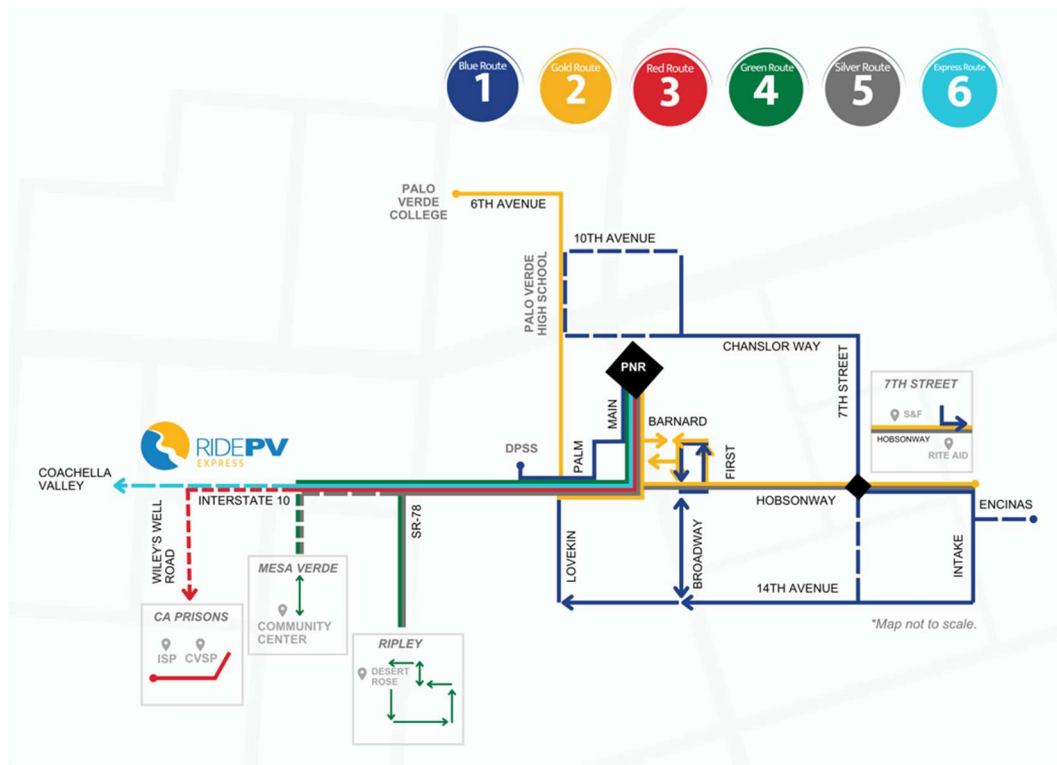 Blue Route
1
Gold Route
2
Red Route
3
Green Route
4
Silver Route
5
Express Route
6
PALO
VERDE
COLLEGE
6TH AVENUE
10TH AVENUE
PALO VERDE
HIGH SCHOOL
CHANSLOR WAY
7TH STREET
PNR
MAIN
BARNARD
7TH STREET
S&F
HOBSONWAY
RITE AID
RIDEPV
EXPRESS
DPSS
PALM
FIRST
COACHELLA
VALLEY
INTERSTATE 10
HOBSONWAY
ENCINAS
WILEY'S WELL
ROAD
SR-78
LOVEKIN
BROADWAY
INTAKE
MESA VERDE
COMMUNITY
CENTER
14TH AVENUE
CA PRISONS
ISP
CVSP
RIPLEY
DESERT
ROSE
*Map not to scale.